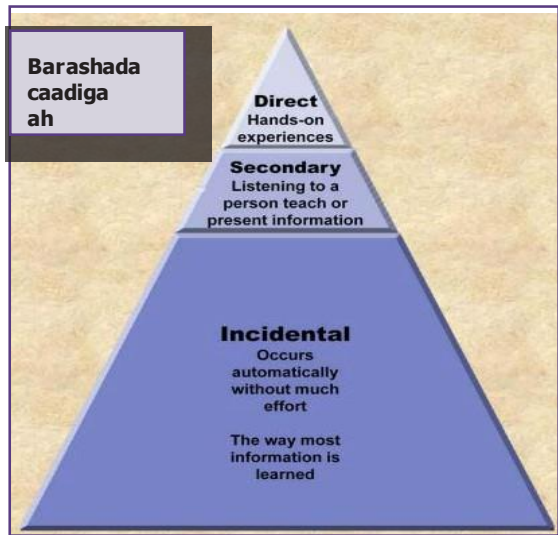 Barashada
caadiga
ah
Direct
Hands-on
experiences
Secondary
Listening to a
person teach or
present information
Incidental
Occurs
automatically
without much
effort
The way most
information is
learned